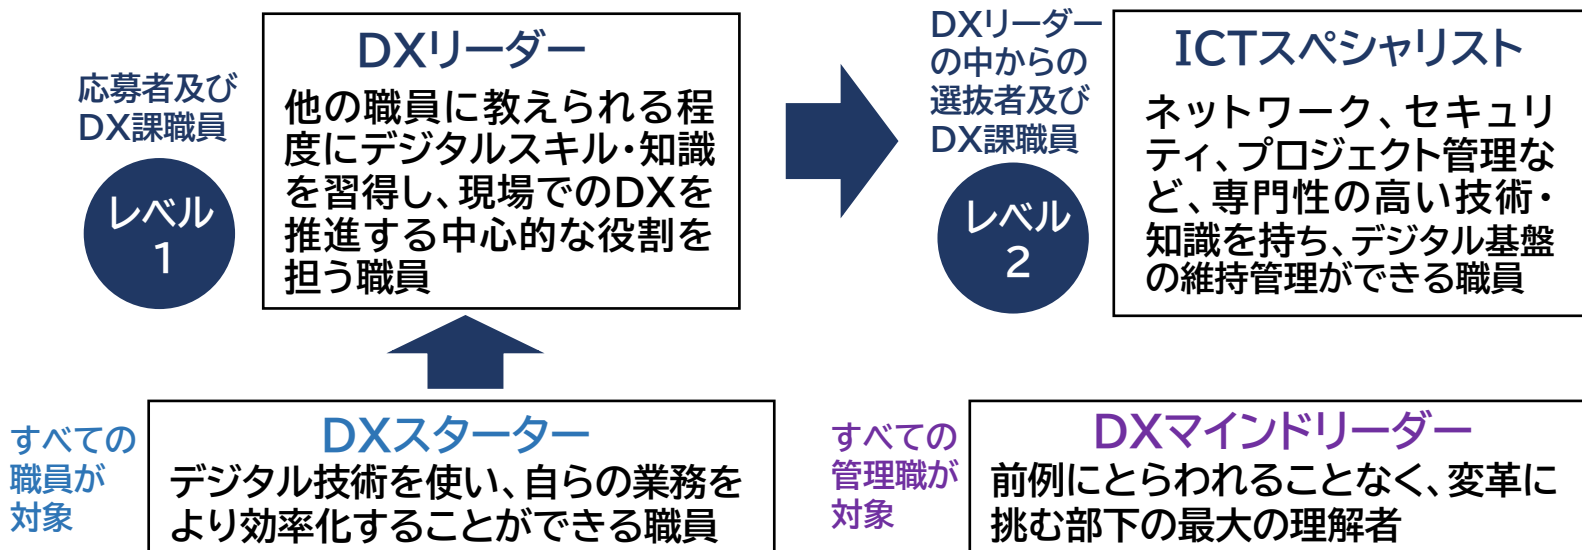 応募者及び
DX課職員
レベル
1
DXリーダー
他の職員に教えられる程
度にデジタルスキル・知識
を習得し、現場でのDXを
推進する中心的な役割を
担う職員
DXリーダー
の中からの
選抜者及び
DX課職員
レベル
2
ICTスペシャリスト
ネットワーク、セキュリ
ティ、プロジェクト管理な
ど、専門性の高い技術・
知識を持ち、デジタル基盤
の維持管理ができる職員
すべての
職員が
対象
DXスターター
デジタル技術を使い、自らの業務を
より効率化することができる職員
すべての
管理職が
対象
DXマインドリーダー
前例にとらわれることなく、変革に
挑む部下の最大の理解者